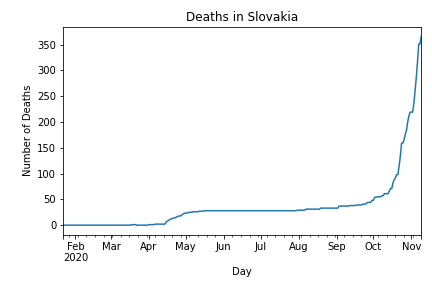 Deaths in Slovakia
Number of Deaths
350
300
250
200
150
100
50
0
Feb Mar Apr May Jun Jul Aug Sep Oct Nov
2020
Day